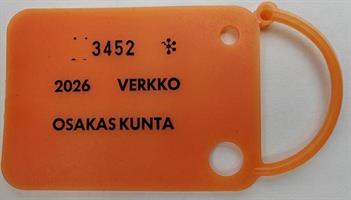 3452
2026 VERKKO
OSAKAS KUNTA